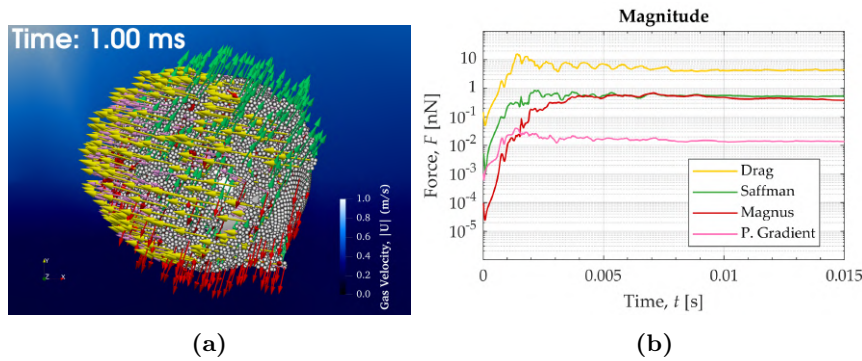 Time: 1.00 ms
1.0
0.8
0.6
0.4
0.2
0.0
Gas Velocity, |U| (m/s)
Y
Z X
(a)
Magnitude
10
1
10⁻¹
10⁻²
10⁻³
10⁻⁴
10⁻⁵
Force, F [nN]
Drag
Saffman
Magnus
P. Gradient
0 0.005 0.01 0.015
Time, t [s]
(b)